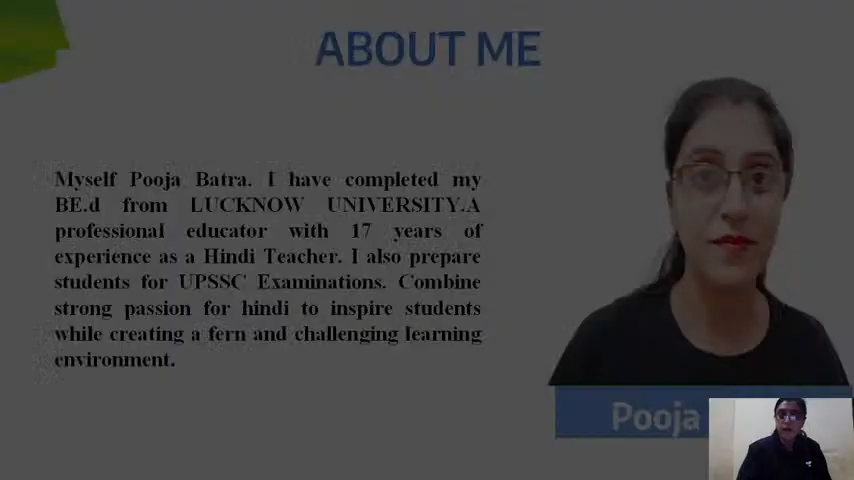 ABOUT ME
Myself Pooja Batra. I have completed my
BE.d from LUCKNOW UNIVERSITY.A
professional educator with 17 years of
experience as a Hindi Teacher. I also prepare
students for UPSSC Examinations. Combine
strong passion for hindi to inspire students
while creating a fern and challenging learning
environment.
Pooja